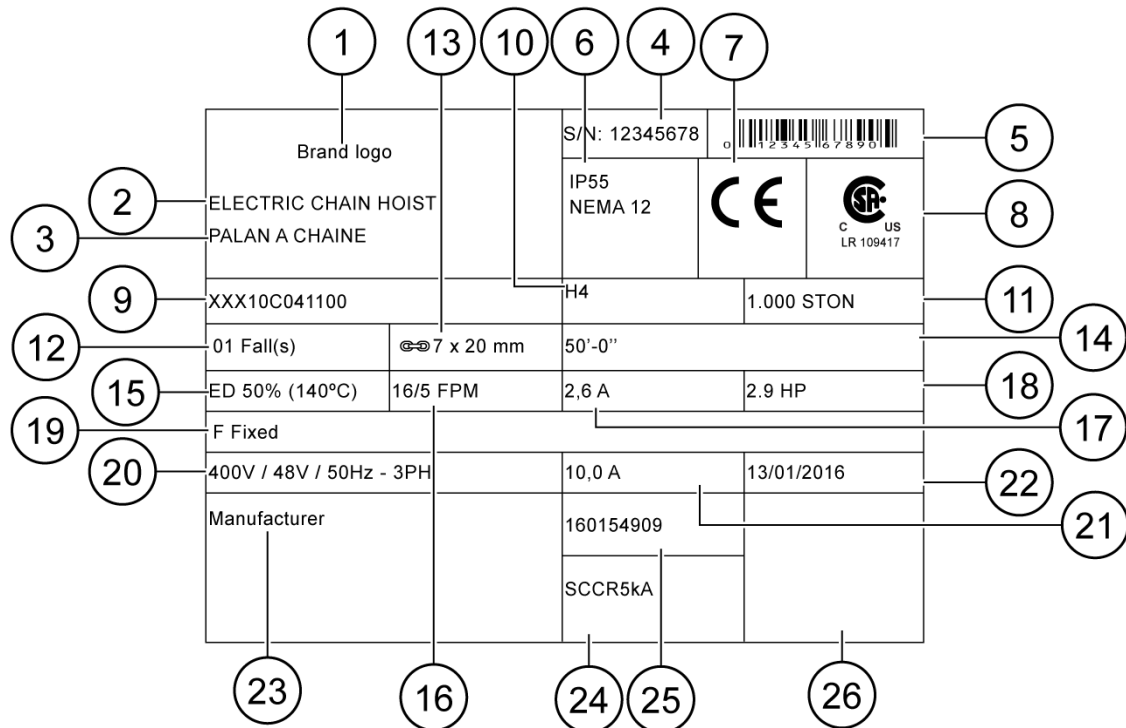 1
13
10
6
4
7
S/N: 12345678
0 12345 67890
5
Brand logo
IP55
NEMA 12
CE
2
ELECTRIC CHAIN HOIST
CSA
C US
8
3
PALAN A CHAINE
LR 109417
9
XXX10C041100
H4
1.000 STON
11
12
01 Fall(s)
7 x 20 mm
50'-0''
14
15
ED 50% (140ºC)
16/5 FPM
2,6 A
2.9 HP
18
19
F Fixed
17
20
400V / 48V / 50Hz - 3PH
10,0 A
13/01/2016
22
Manufacturer
160154909
21
SCCR5kA
23
16
24
25
26